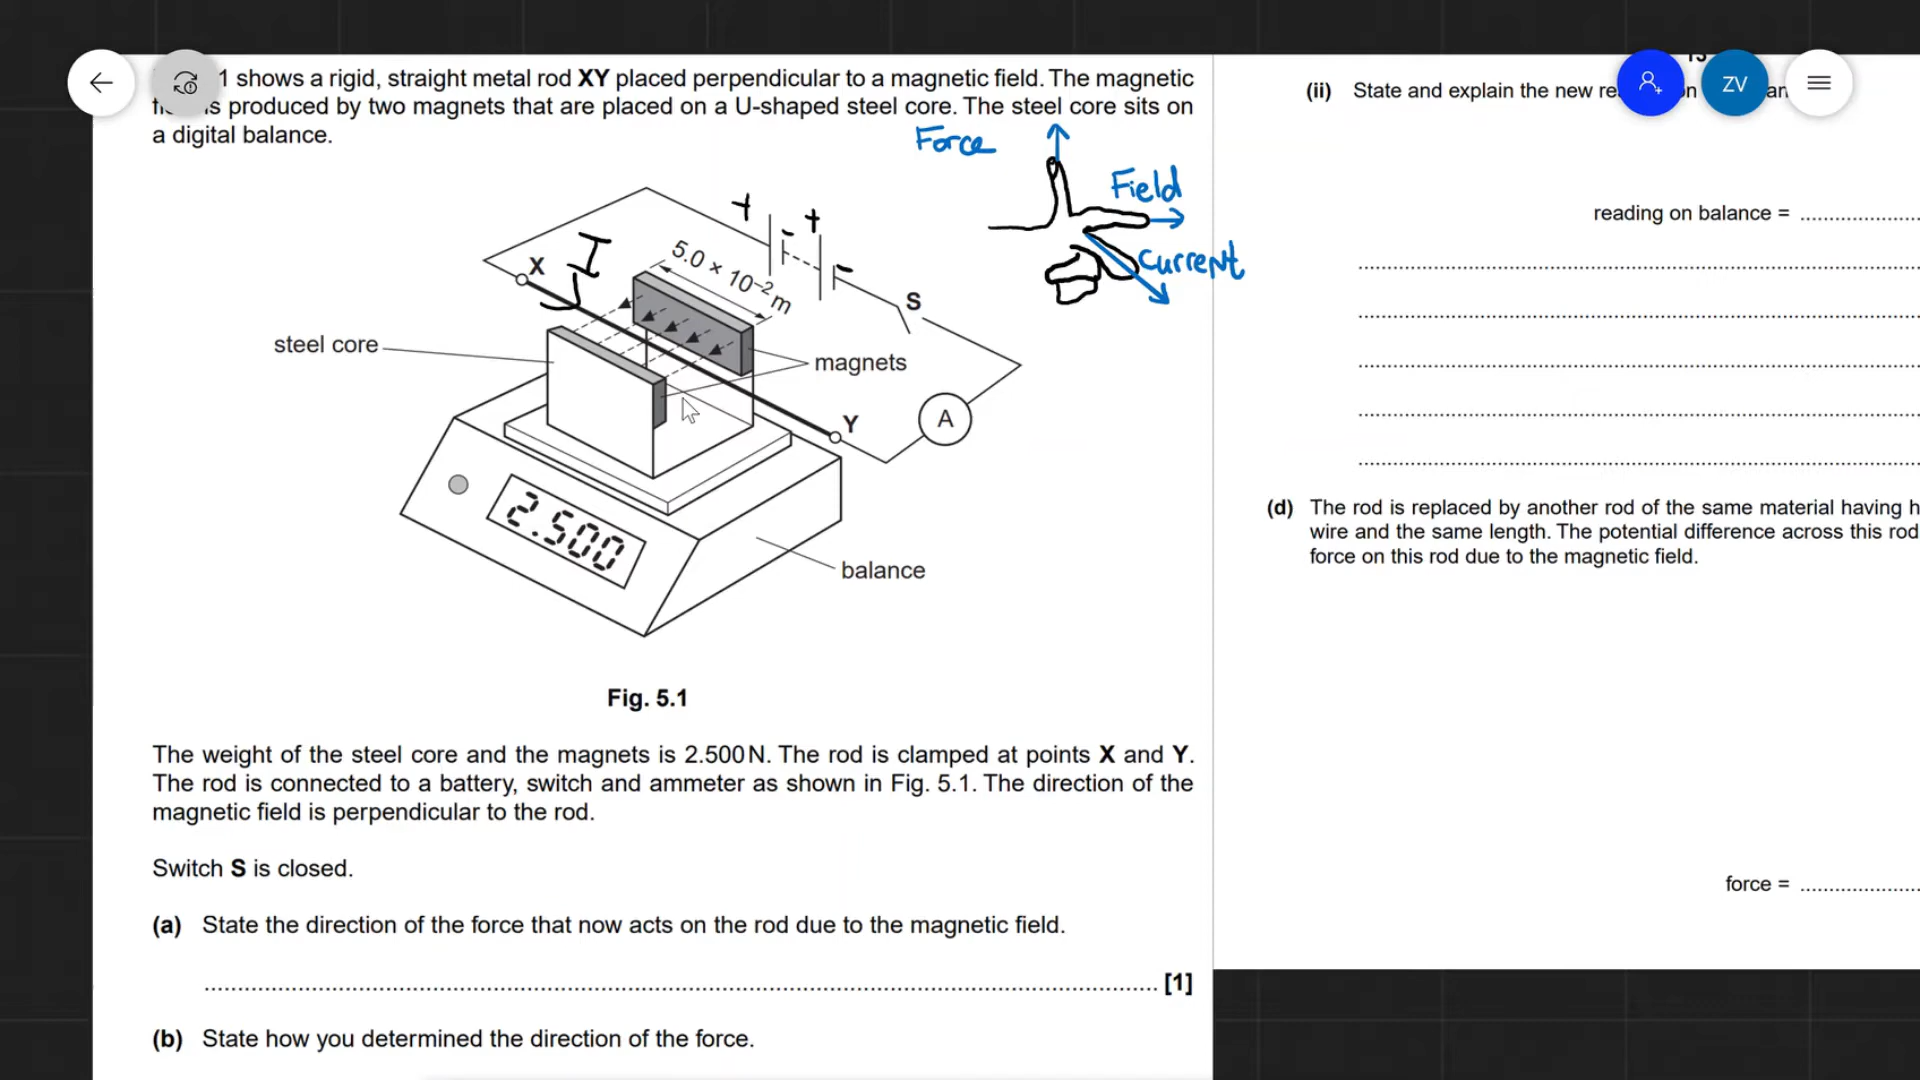 1 shows a rigid, straight metal rod XY placed perpendicular to a magnetic field. The magnetic
is produced by two magnets that are placed on a U-shaped steel core. The steel core sits on
a digital balance.
Force
Field
Current
+ - + -
X
I
5.0 × 10⁻² m
S
steel core
magnets
Y
A
2.500
balance
Fig. 5.1
The weight of the steel core and the magnets is 2.500 N. The rod is clamped at points X and Y.
The rod is connected to a battery, switch and ammeter as shown in Fig. 5.1. The direction of the
magnetic field is perpendicular to the rod.
Switch S is closed.
(a) State the direction of the force that now acts on the rod due to the magnetic field.
[1]
(b) State how you determined the direction of the force.
ZV
(ii) State and explain the new
reading on balance =
(d) The rod is replaced by another rod of the same material having h
wire and the same length. The potential difference across this rod
force on this rod due to the magnetic field.
force =